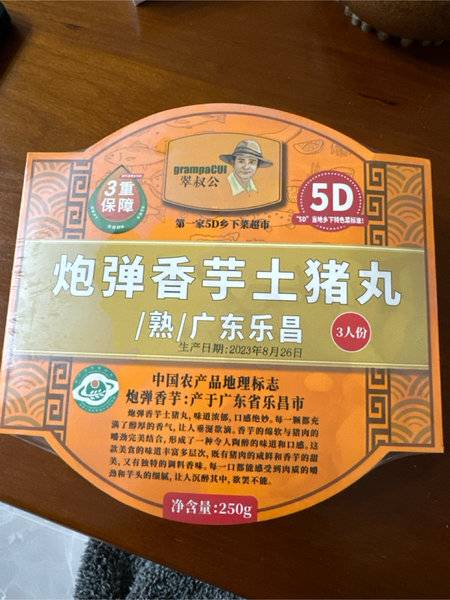 grampaCUI
翠叔公
3重
保障
5D
"5D"当地乡下特色菜标准!
第一家5D乡下菜超市
炮弹香芋土猪丸
/熟/广东乐昌
3人份
生产日期:2023年8月26日
中国农产品地理标志
炮弹香芋:产于广东省乐昌市
炮弹香芋土猪丸,味道浓郁,口感绝妙。每一颗都充
满了醇厚的香气,让人垂涎欲滴。香芋的绵软与猪肉的
嚼劲完美结合,形成了一种令人陶醉的味道和口感。这
款美食的味道丰富多层次,既有猪肉的咸鲜和香芋的甜
美,又有独特的调料香味。每一口都能感受到肉质的嚼
劲和芋头的细腻,让人沉醉其中,欲罢不能。
净含量:250g